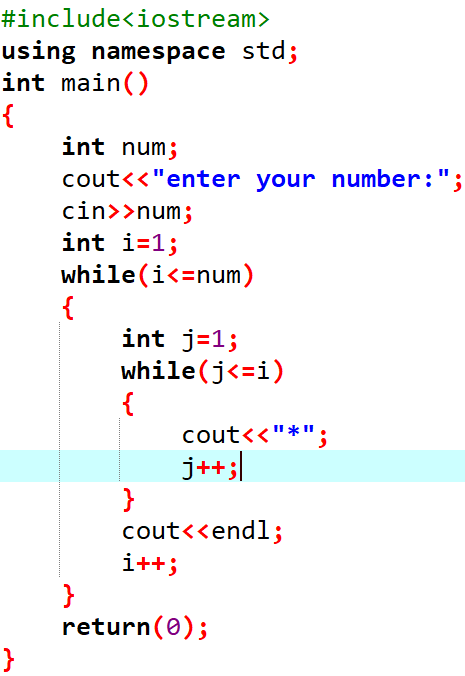 #include<iostream>
using namespace std;
int main()
{
    int num;
    cout<<"enter your number:";
    cin>>num;
    int i=1;
    while(i<=num)
    {
        int j=1;
        while(j<=i)
        {
            cout<<"*";
            j++;
        }
        cout<<endl;
        i++;
    }
    return(0);
}